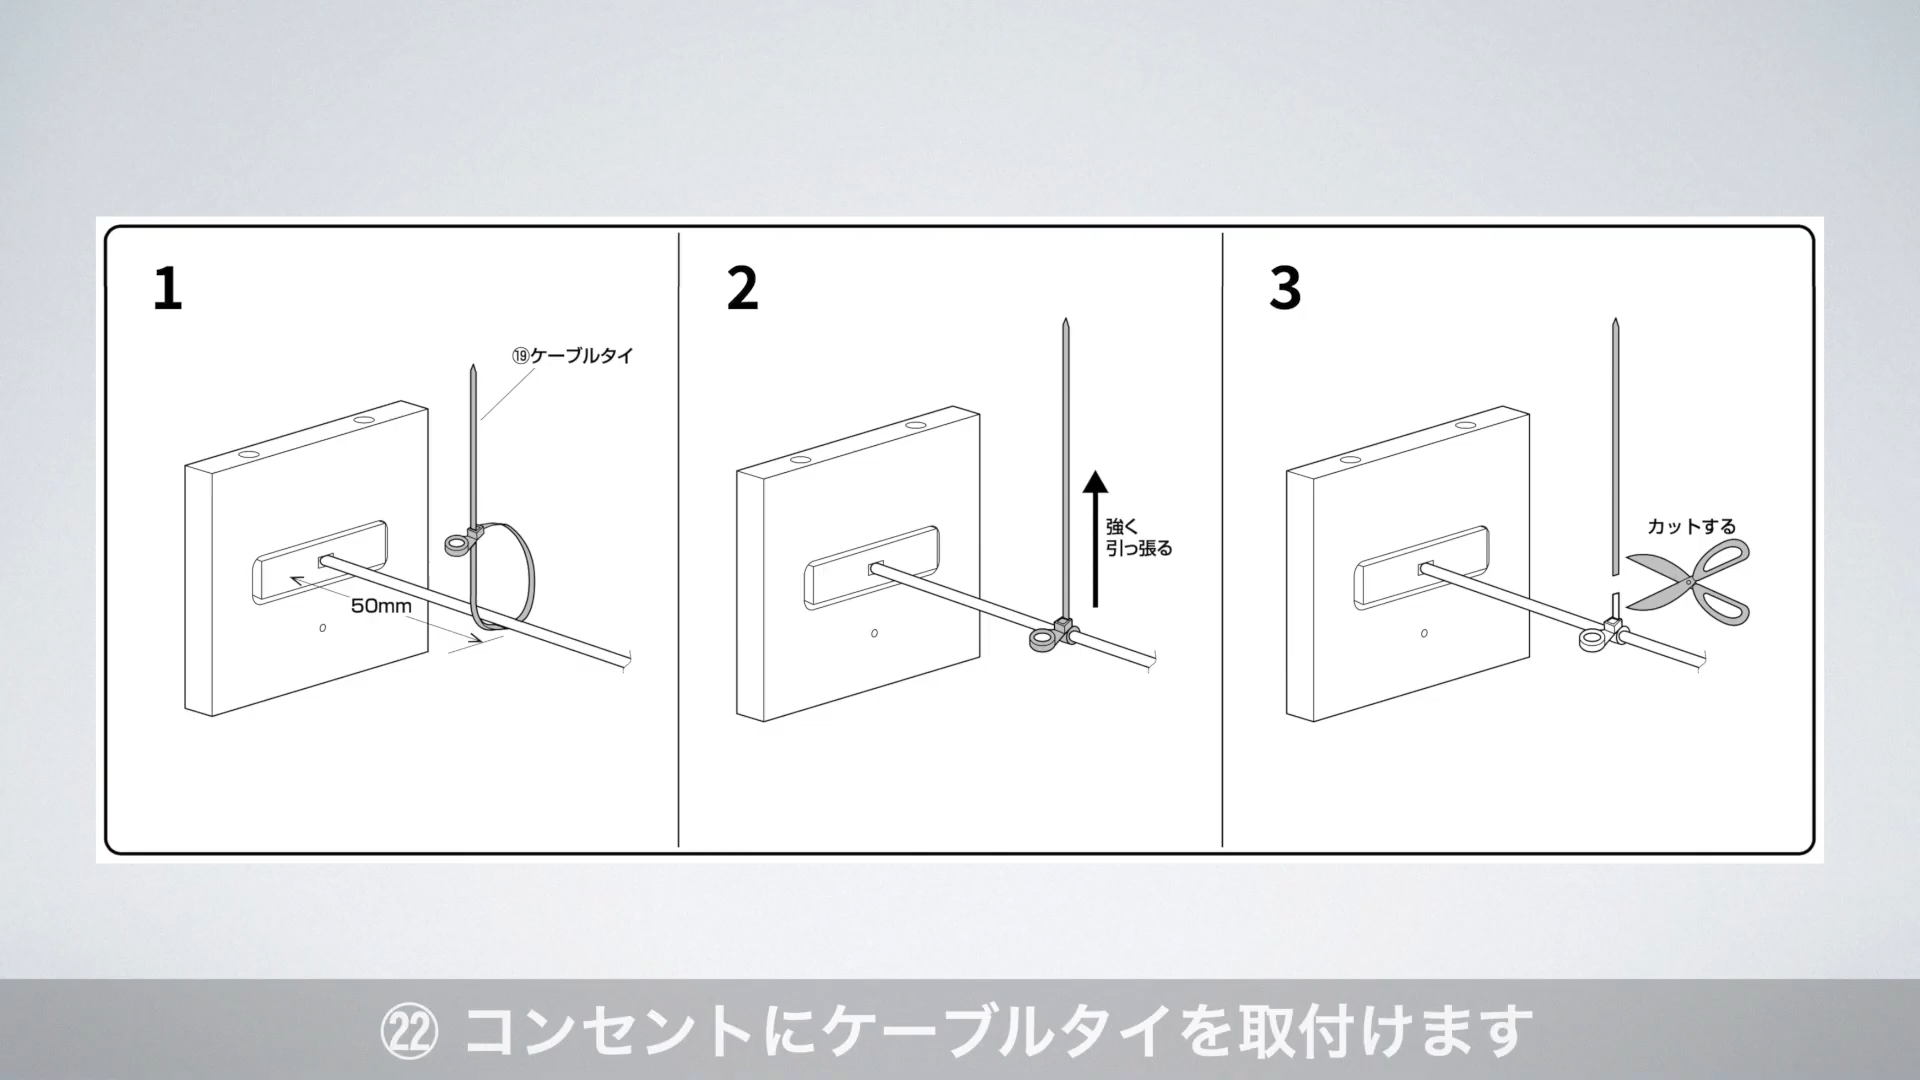 1
⑲ケーブルタイ
50mm
2
強く
引っ張る
3
カットする
㉒ コンセントにケーブルタイを取付けます